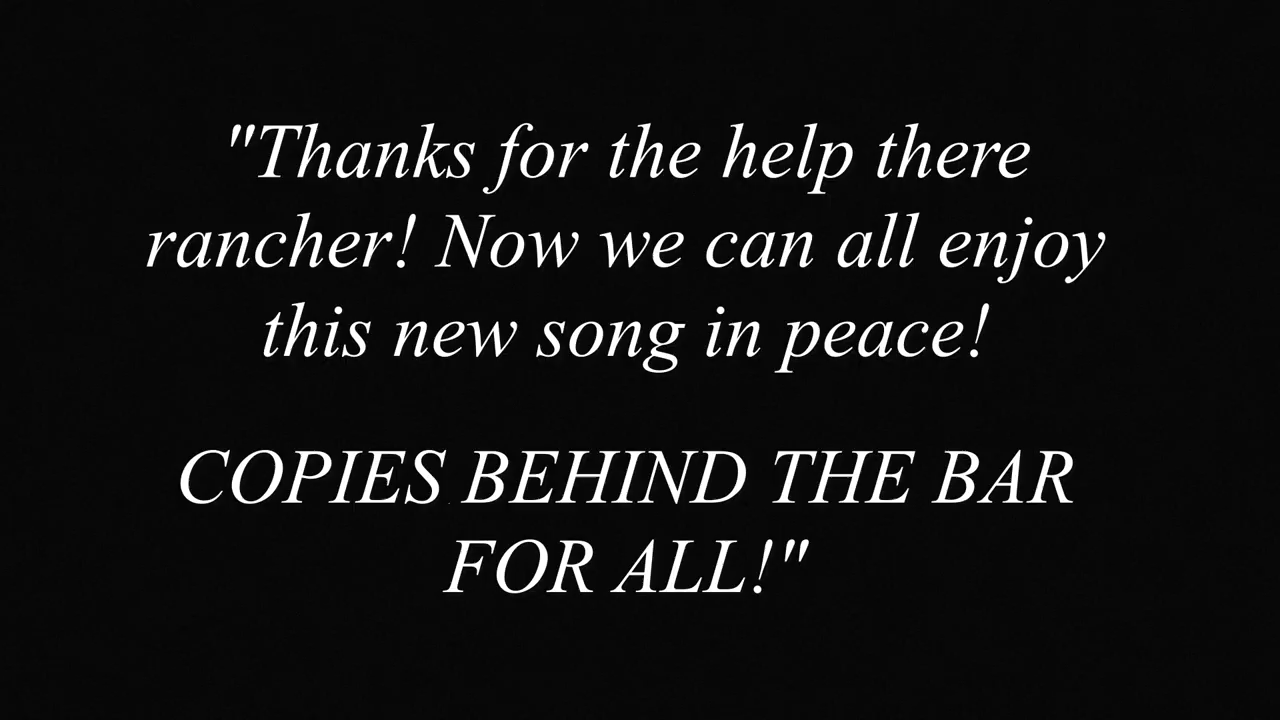 "Thanks for the help there
rancher! Now we can all enjoy
this new song in peace!
COPIES BEHIND THE BAR
FOR ALL!"